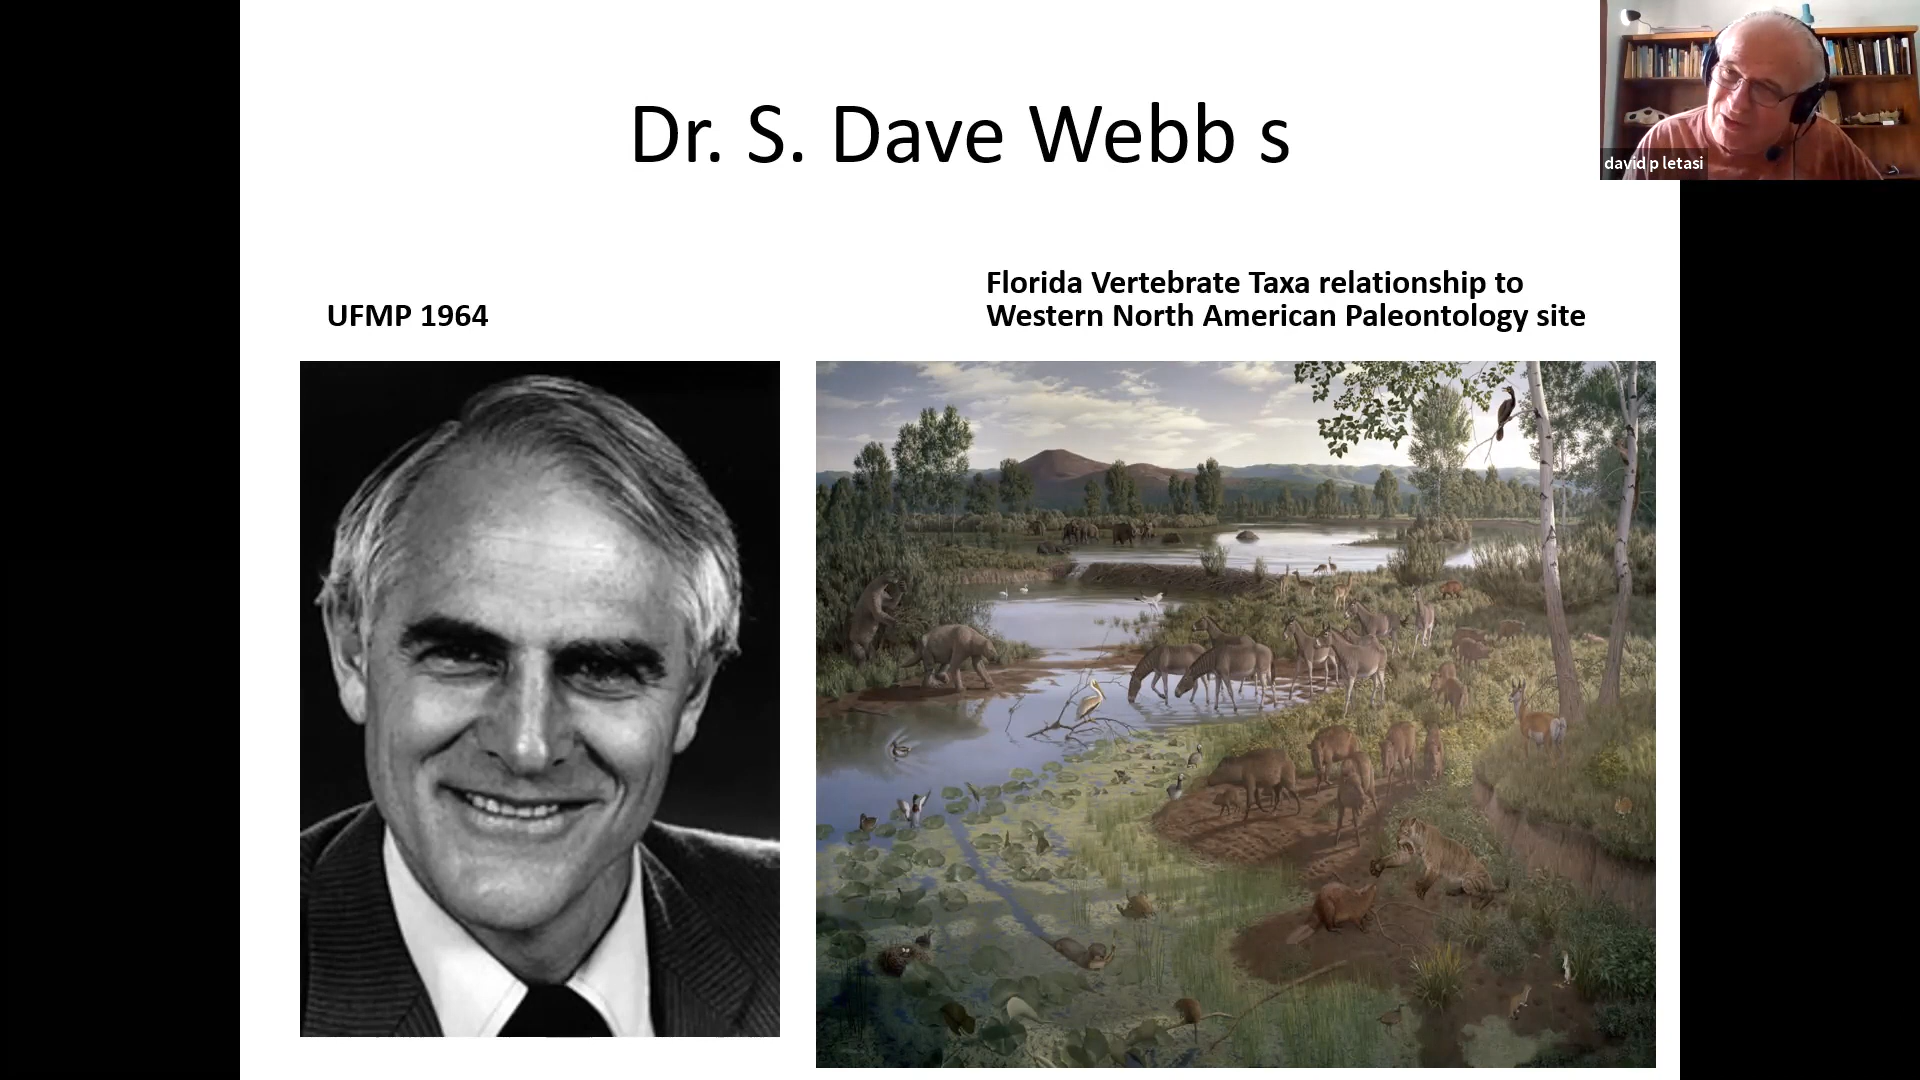 Dr. S. Dave Webb s
david p letasi
UFMP 1964
Florida Vertebrate Taxa relationship to
Western North American Paleontology site